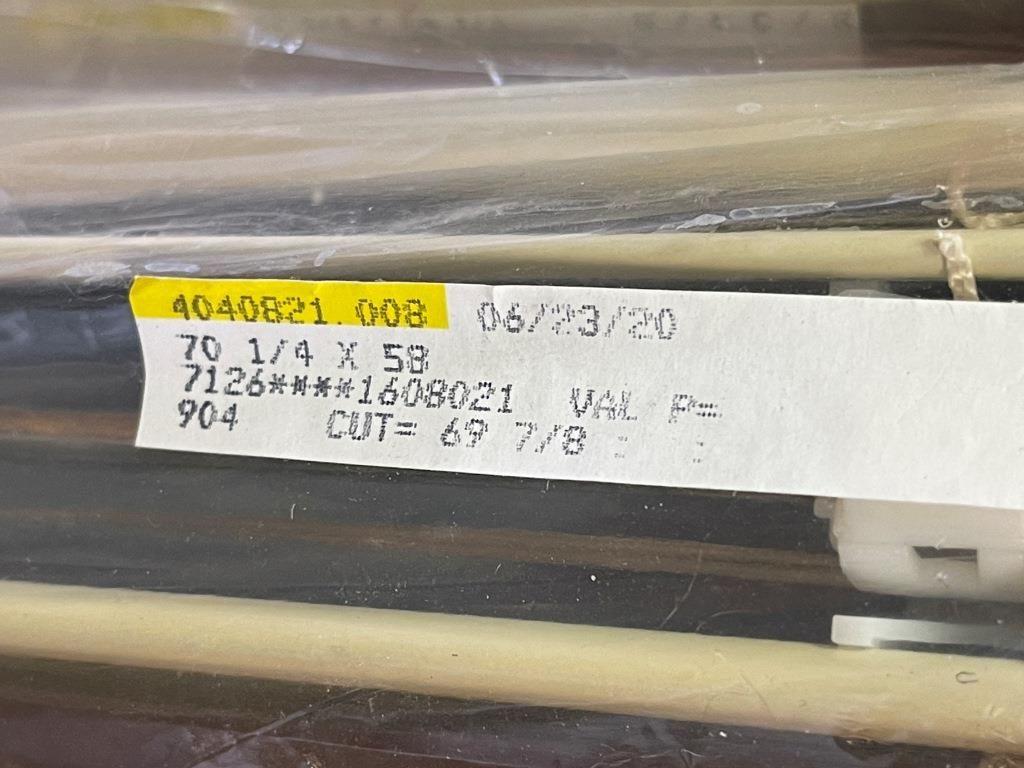 4040821.008 06/23/20
70 1/4 X 58
7126****1608021 VAL P=
904 CUT= 69 7/8 : :